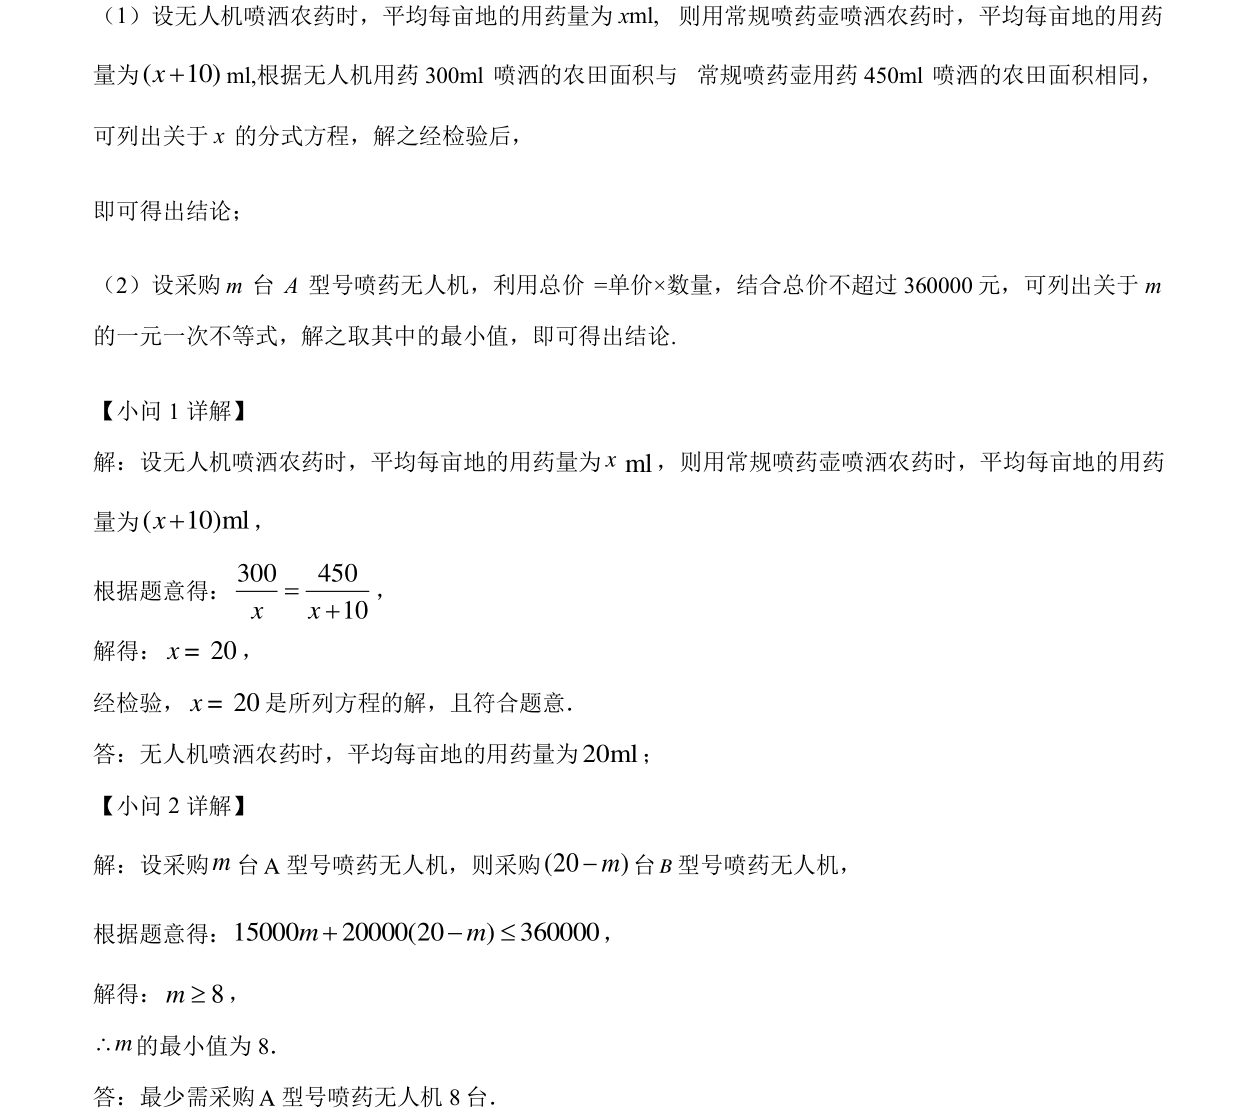 （1）设无人机喷洒农药时，平均每亩地的用药量为 xml, 则用常规喷药壶喷洒农药时，平均每亩地的用药
量为(x+10) ml,根据无人机用药 300ml 喷洒的农田面积与 常规喷药壶用药 450ml 喷洒的农田面积相同，
可列出关于 x 的分式方程，解之经检验后，
即可得出结论；
（2）设采购 m 台 A 型号喷药无人机，利用总价 =单价×数量，结合总价不超过 360000 元，可列出关于 m
的一元一次不等式，解之取其中的最小值，即可得出结论.
【小问 1 详解】
解：设无人机喷洒农药时，平均每亩地的用药量为 x ml，则用常规喷药壶喷洒农药时，平均每亩地的用药
量为(x+10)ml，
根据题意得：300/x = 450/(x+10)，
解得：x = 20，
经检验，x = 20 是所列方程的解，且符合题意．
答：无人机喷洒农药时，平均每亩地的用药量为 20ml；
【小问 2 详解】
解：设采购 m 台 A 型号喷药无人机，则采购(20−m)台 B 型号喷药无人机，
根据题意得：15000m+20000(20−m)≤360000，
解得：m≥8，
∴m 的最小值为 8．
答：最少需采购 A 型号喷药无人机 8 台．